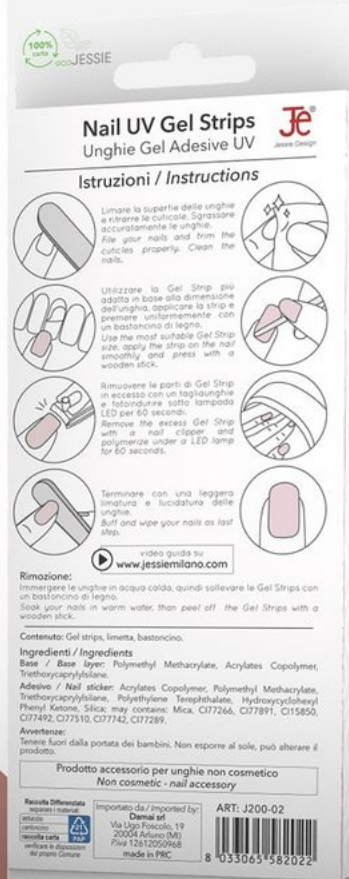 100%
carta
ecoJESSIE
Nail UV Gel Strips
Unghie Gel Adesive UV
Je®
Jessie Design
Istruzioni / Instructions
Limare la superfie delle unghie
e ritrarre le cuticole. Sgrassare
accuratamente le unghie.
File your nails and trim the
cuticles properly. Clean the
nails.
Utilizzare la Gel Strip più
adatta in base alla dimensione
dell'unghia, applicare la strip e
premere uniformemente con
un bastoncino di legno.
Use the most suitable Gel Strip
size, apply the strip on the nail
smoothly and press with a
wooden stick.
Rimuovere le parti di Gel Strip
in eccesso con un tagliaunghie
e fotoindurire sotto lampada
LED per 60 secondi.
Remove the excess Gel Strip
with a nail clipper and
polymerize under a LED lamp
for 60 seconds.
Terminare con una leggera
limatura e lucidatura delle
unghie.
Buff and wipe your nails as last
step.
video guida su
www.jessiemilano.com
Rimozione:
Immergere le unghie in acqua calda, quindi sollevare le Gel Strips con
un bastoncino di legno.
Soak your nails in warm water, than peel off the Gel Strips with a
wooden stick.
Contenuto: Gel strips, limetta, bastoncino.
Ingredienti / Ingredients
Base / Base layer: Polymethyl Methacrylate, Acrylates Copolymer,
Triethoxycaprylylsilane.
Adesivo / Nail sticker: Acrylates Copolymer, Polymethyl Methacrylate,
Triethoxycaprylylsilane, Polyethylene Terephthalate, Hydroxycyclohexyl
Phenyl Ketone, Silica; may contains: Mica, CI77266, CI77891, CI15850,
CI77492, CI77510, CI77742, CI77289.
Avvertenze:
Tenere fuori dalla portata dei bambini. Non esporre al sole, può alterare il
prodotto.
Prodotto accessorio per unghie non cosmetico
Non cosmetic - nail accessory
Raccolta Differenziata
separare i materiali
astuccio
cartoncino
raccolta carta
verificare le disposizioni
del proprio Comune
21
PAP
Importato da / Imported by:
Damai srl
Via Ugo Foscolo, 19
20004 Arluno (MI)
P.iva 12612050968
made in PRC
ART: J200-02
8 033065 582022